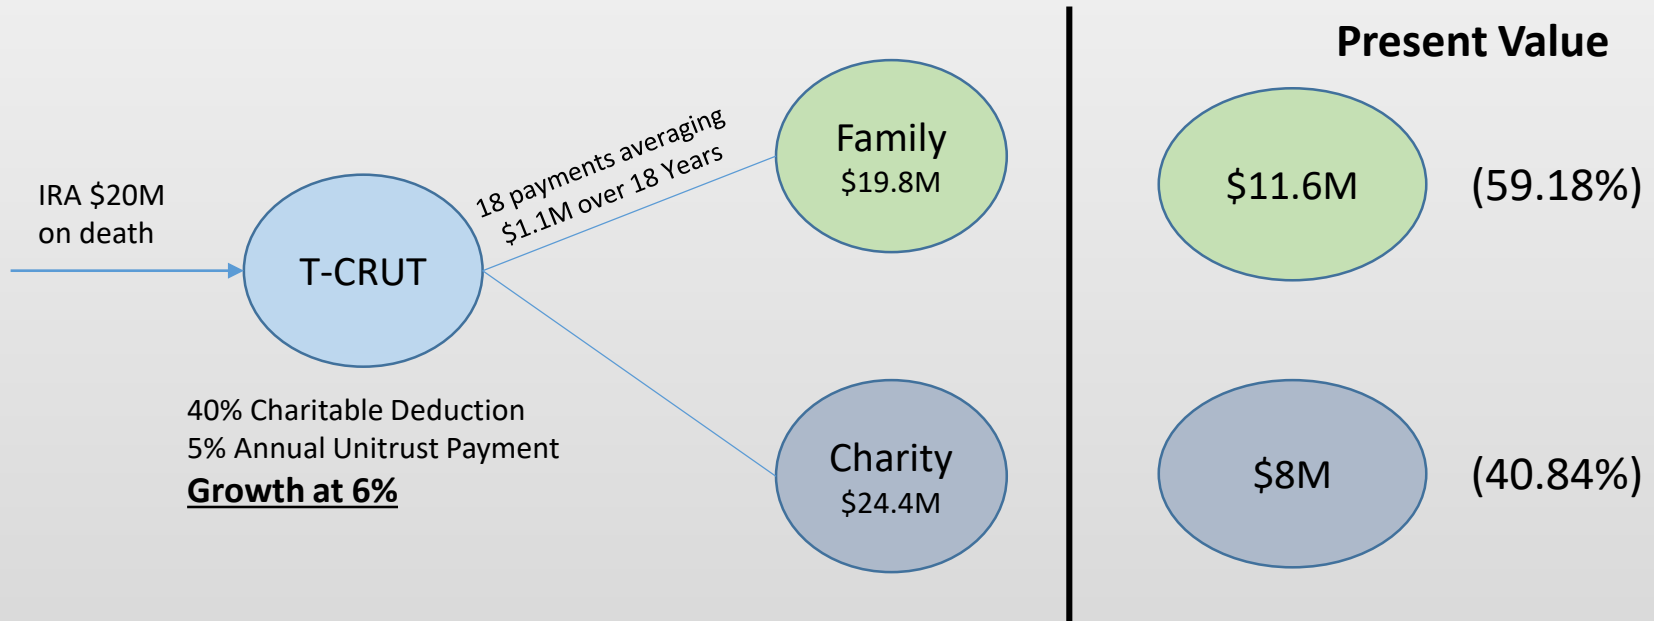 Present Value
IRA $20M
on death
T-CRUT
40% Charitable Deduction
5% Annual Unitrust Payment
Growth at 6%
18 payments averaging
$1.1M over 18 Years
Family
$19.8M
Charity
$24.4M
$11.6M
(59.18%)
$8M
(40.84%)